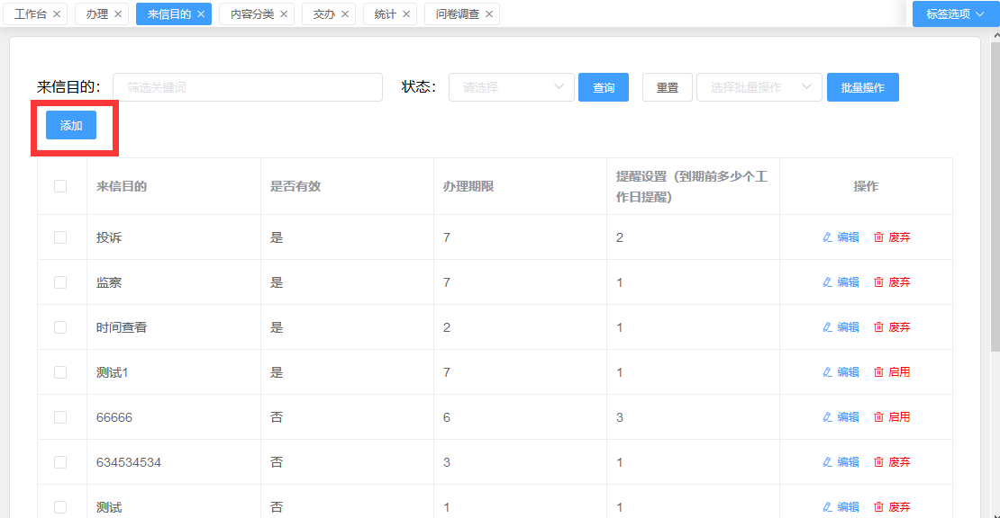 工作台 办理 来信目的 内容分类 交办 统计 问卷调查 标签选项
来信目的： 筛选关键词 状态： 请选择 查询 重置 选择批量操作 批量操作
添加
来信目的 是否有效 办理期限 提醒设置（到期前多少个工作日提醒） 操作
投诉 是 7 2 编辑 废弃
监察 是 7 1 编辑 废弃
时间查看 是 2 1 编辑 废弃
测试1 是 7 1 编辑 启用
66666 否 6 3 编辑 启用
634534534 否 3 1 编辑 废弃
测试 否 1 1 编辑 废弃